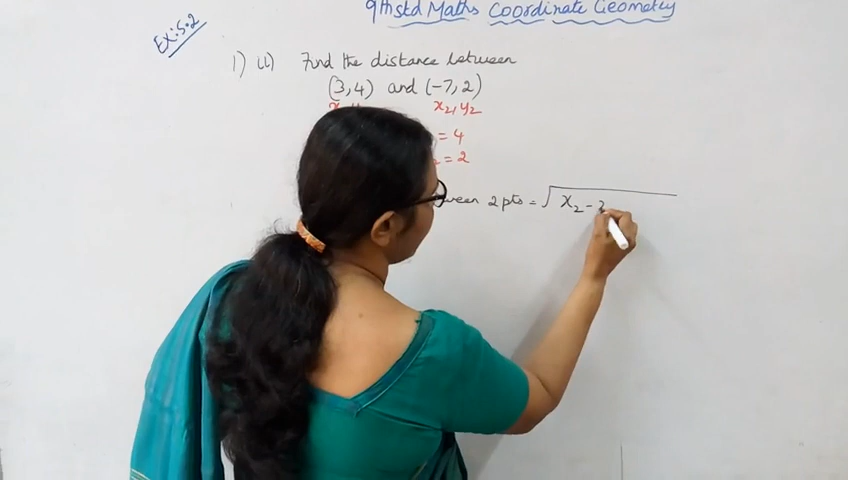 9th std Maths Coordinate Geometry
Ex: 5.2
1) (ii) Find the distance between
(3,4) and (-7, 2)
x₂, y₂
= 4
= 2
2 pts = √ x₂ -